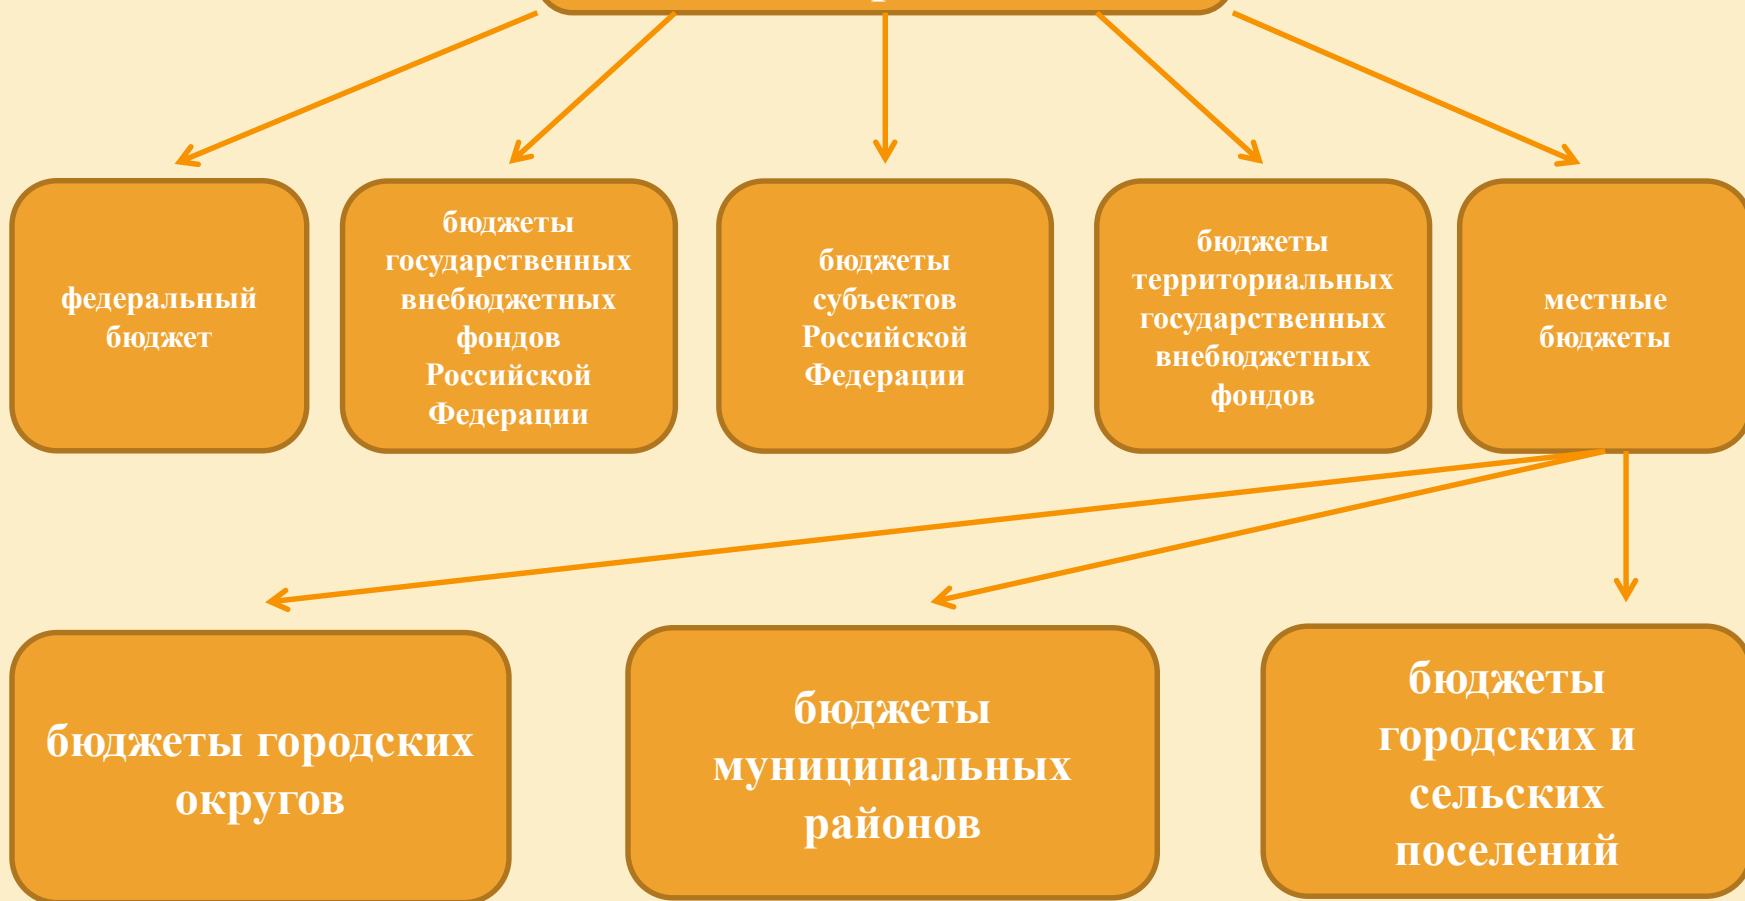 федеральный
бюджет
бюджеты
государственных
внебюджетных
фондов
Российской
Федерации
бюджеты
субъектов
Российской
Федерации
бюджеты
территориальных
государственных
внебюджетных
фондов
местные
бюджеты
бюджеты городских
округов
бюджеты
муниципальных
районов
бюджеты
городских и
сельских
поселений